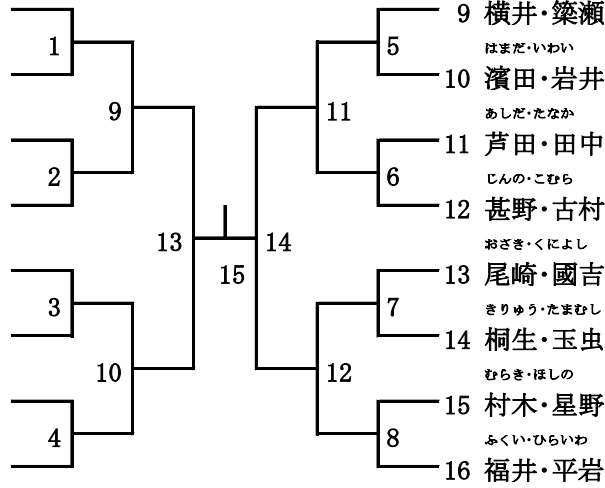 1
2
3
4
9
10
13
15
14
11
12
5
6
7
8
9 横井・築瀬
はまだ・いわい
10 濱田・岩井
あしだ・たなか
11 芦田・田中
じんの・こむら
12 甚野・古村
おざき・くによし
13 尾崎・國吉
きりゅう・たまむし
14 桐生・玉虫
むらき・ほしの
15 村木・星野
ふくい・ひらいわ
16 福井・平岩